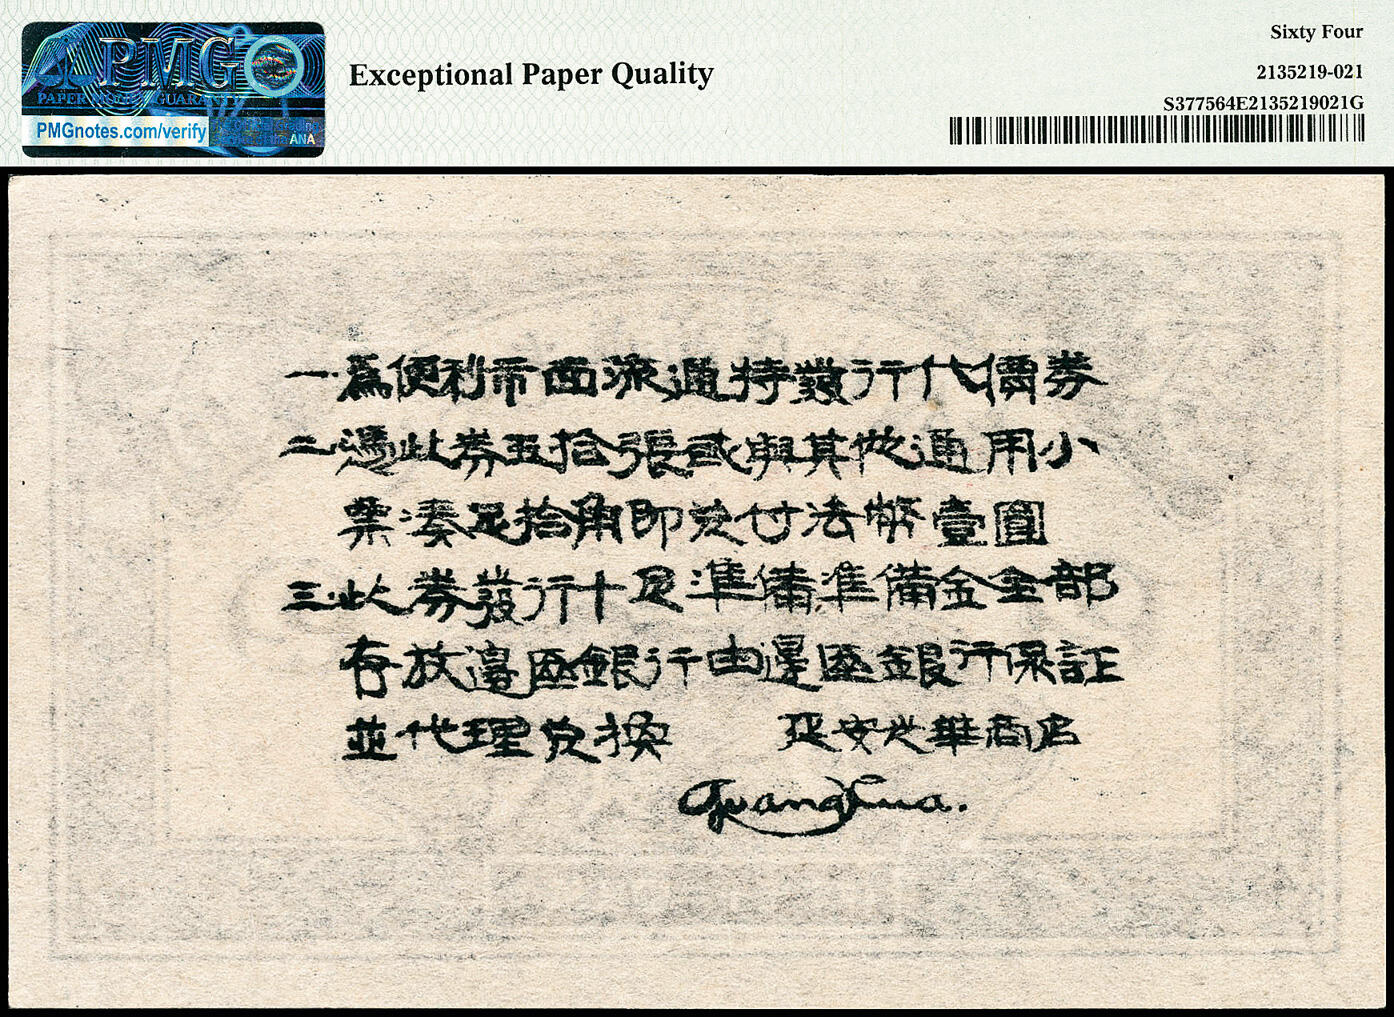 PMG
PAPER MONEY GUARANTY
PMGnotes.com/verify
ANA
Exceptional Paper Quality
Sixty Four
2135219-021
S377564E2135219021G
一.為便利市面流通特發行代價券
二.憑此券五拾張或與其他通用小
票湊足拾角即兌付法幣壹圓
三.此券發行十足準備準備金全部
存放邊區銀行由邊區銀行保証
並代理兌換 延安光華商店
Guanghua.